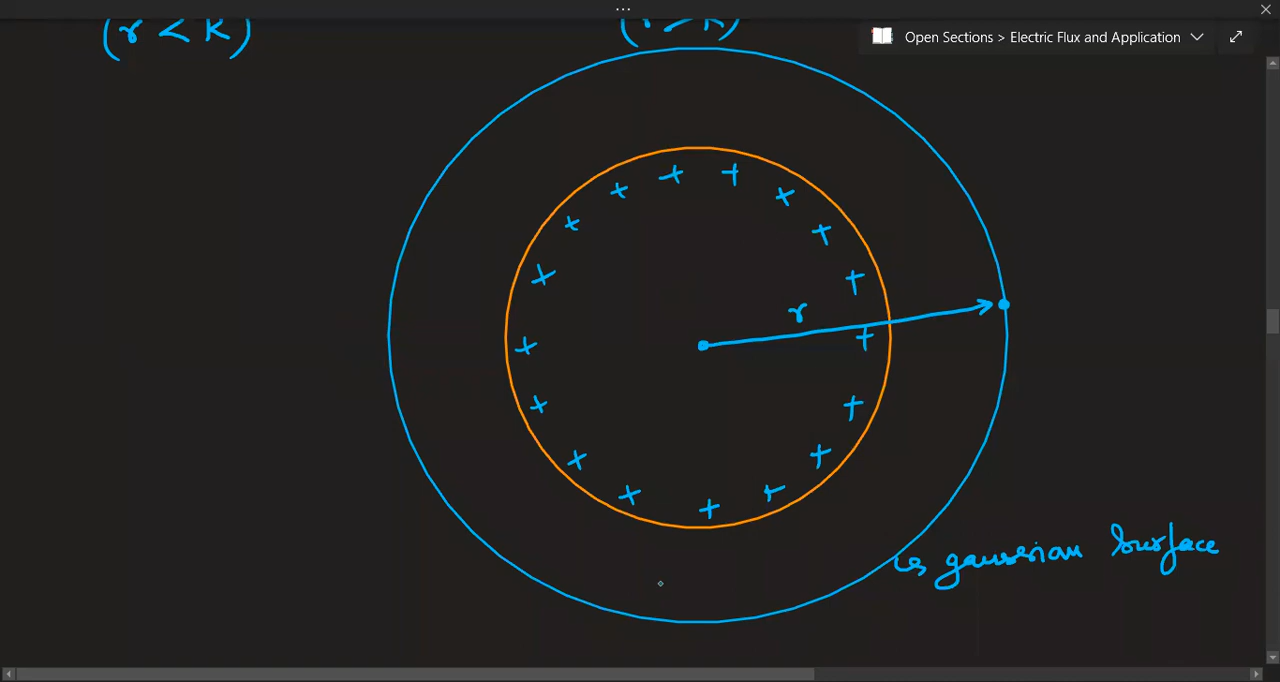 ...
(r < R)
Open Sections > Electric Flux and Application
+ + + + + + + + + + + + + + + + + + +
r
↳ gaussian Surface